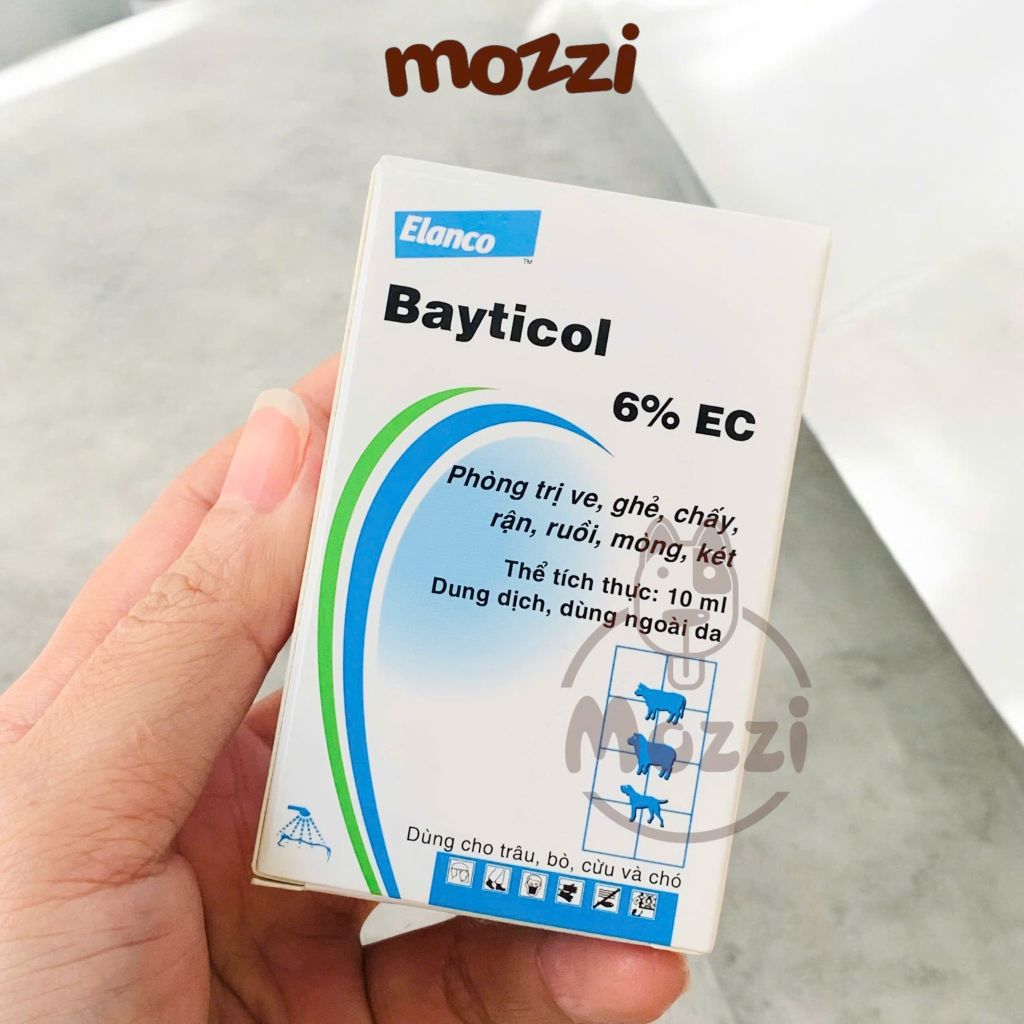 mozzi
Elanco
TM
Bayticol
6% EC
Phòng trị ve, ghẻ, chấy,
rận, ruồi, mòng, két
Thể tích thực: 10 ml
Dung dịch, dùng ngoài da
Mozzi
Dùng cho trâu, bò, cừu và chó